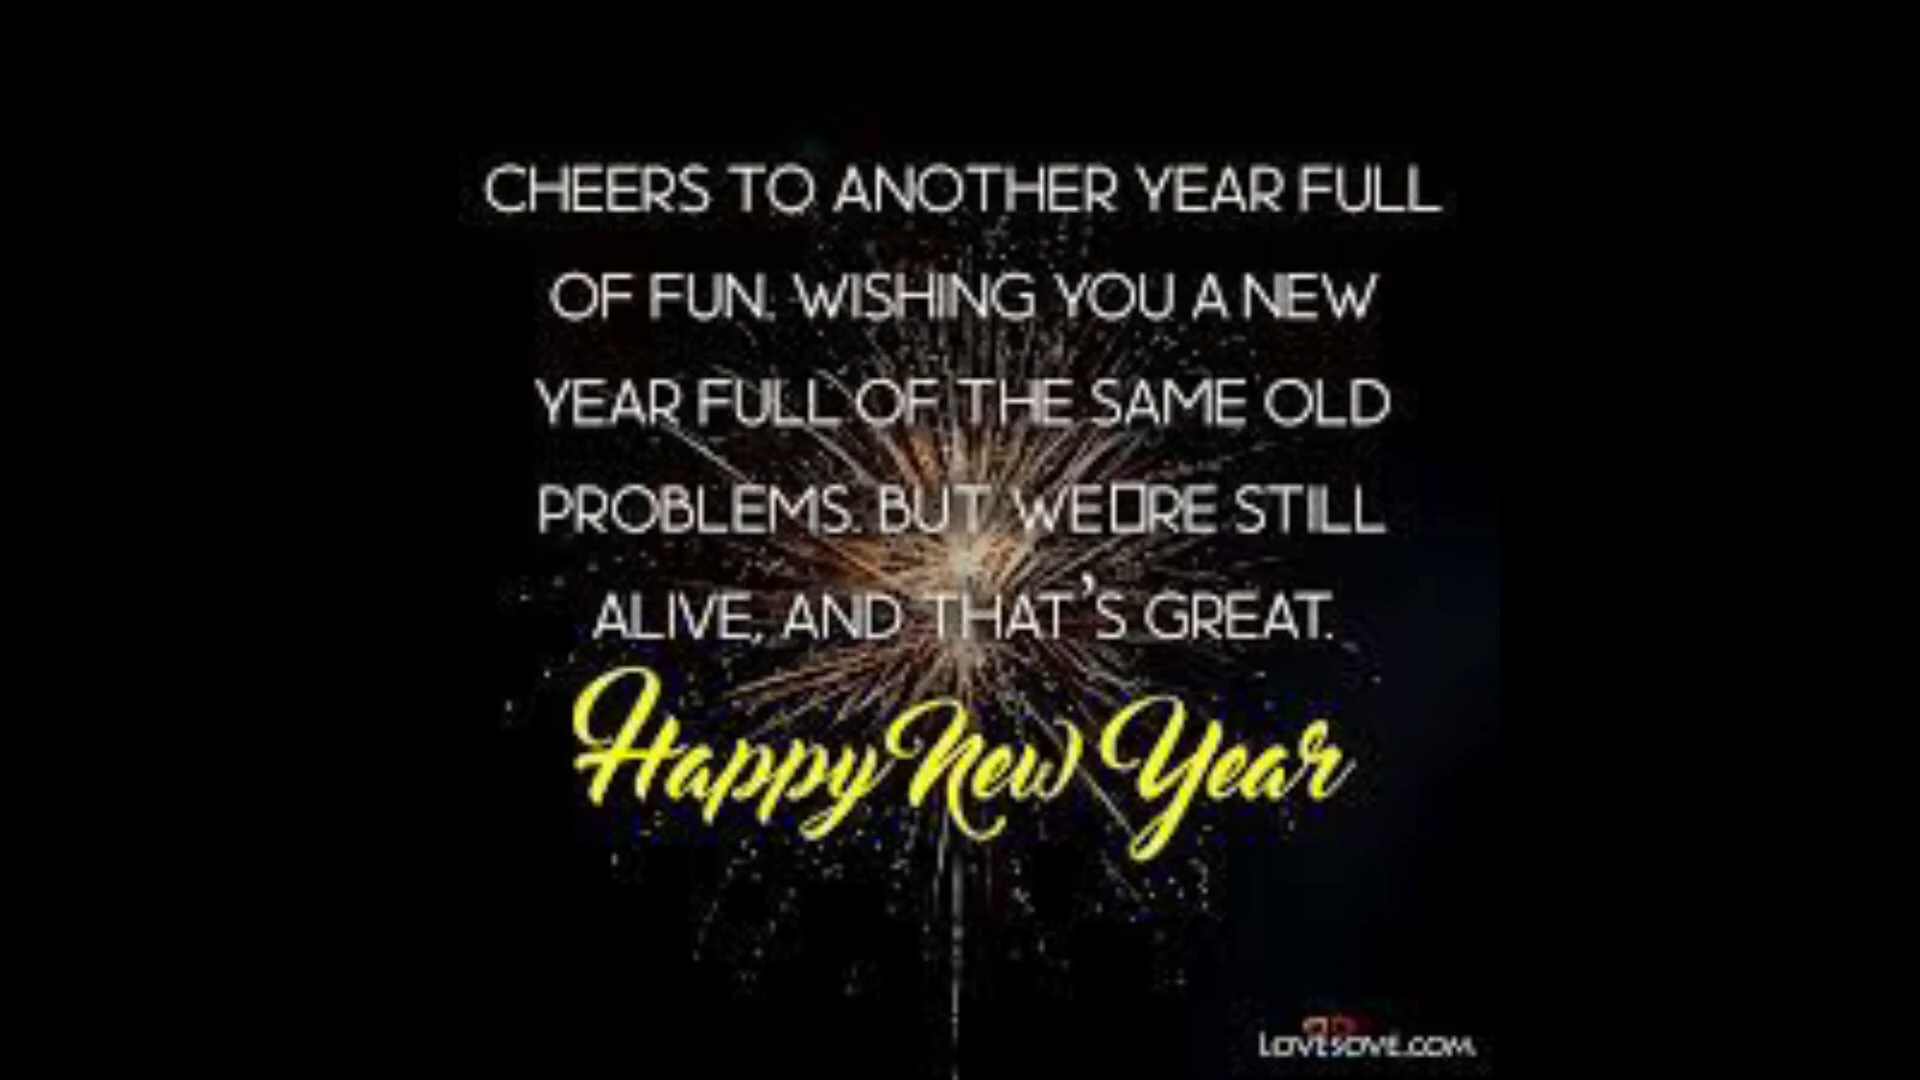 CHEERS TO ANOTHER YEAR FULL
OF FUN. WISHING YOU A NEW
YEAR FULL OF THE SAME OLD
PROBLEMS. BUT WE▯RE STILL
ALIVE, AND THAT'S GREAT.
Happy New Year
LOVESOVE.COM